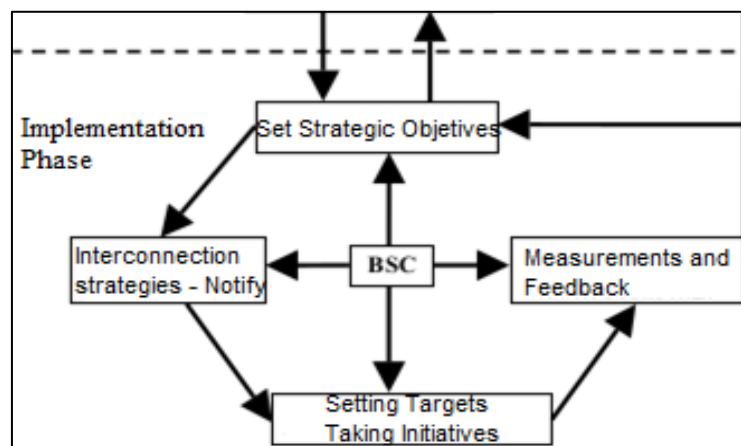 Set Strategic Objetives
Implementation
Phase
Interconnection
strategies - Notify
BSC
Measurements and
Feedback
Setting Targets
Taking Initiatives